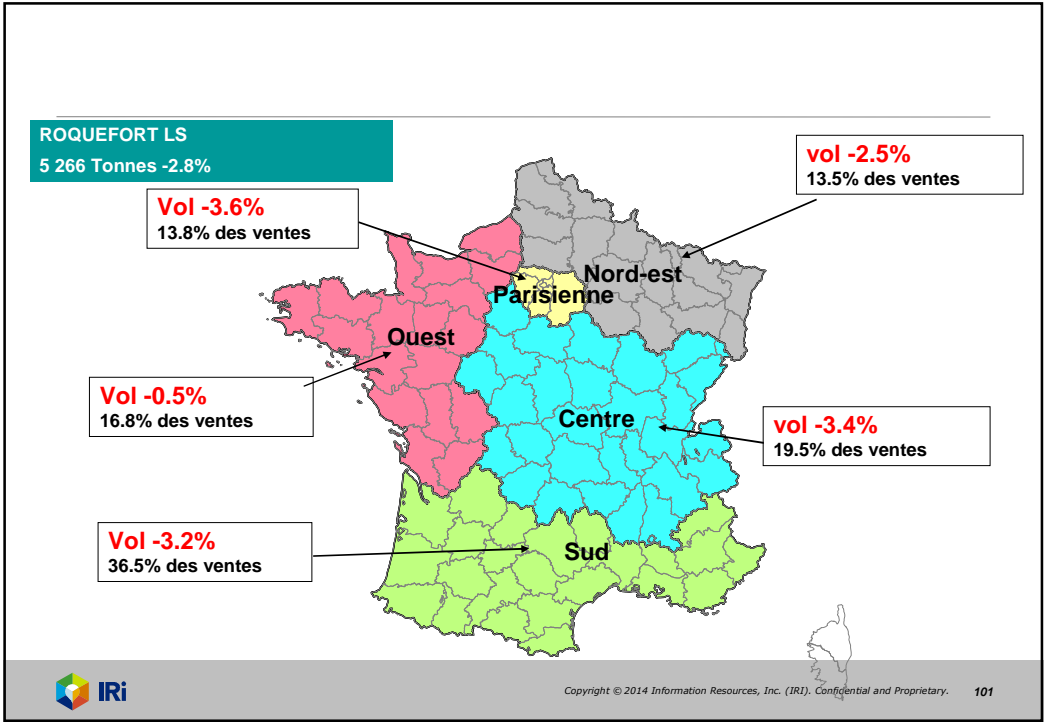 ROQUEFORT LS
5 266 Tonnes -2.8%
vol -2.5%
13.5% des ventes
Vol -3.6%
13.8% des ventes
Nord-est
Parisienne
Ouest
Vol -0.5%
16.8% des ventes
Centre
vol -3.4%
19.5% des ventes
Vol -3.2%
36.5% des ventes
Sud
IRi
Copyright © 2014 Information Resources, Inc. (IRI). Confidential and Proprietary. 101